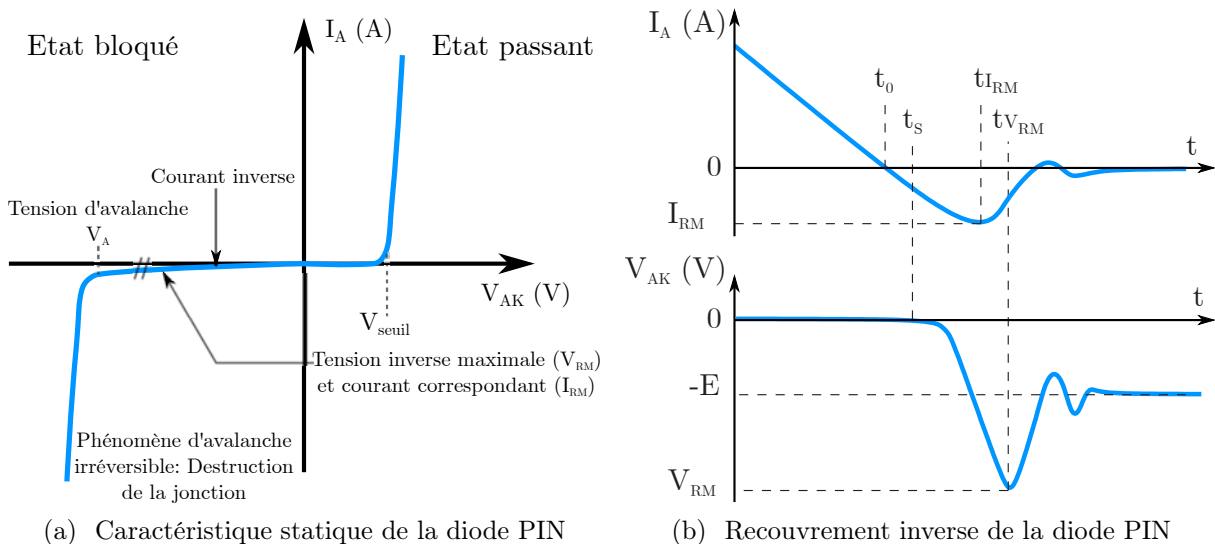 I_A (A)
Etat bloqué
Etat passant
Courant inverse
Tension d'avalanche
V_A
V_AK (V)
V_seuil
Tension inverse maximale (V_RM)
et courant correspondant (I_RM)
Phénomène d'avalanche
irréversible: Destruction
de la jonction
(a) Caractéristique statique de la diode PIN
I_A (A)
t_0
t_IRM
t_S
t_VRM
t
0
I_RM
V_AK (V)
t
0
-E
V_RM
(b) Recouvrement inverse de la diode PIN